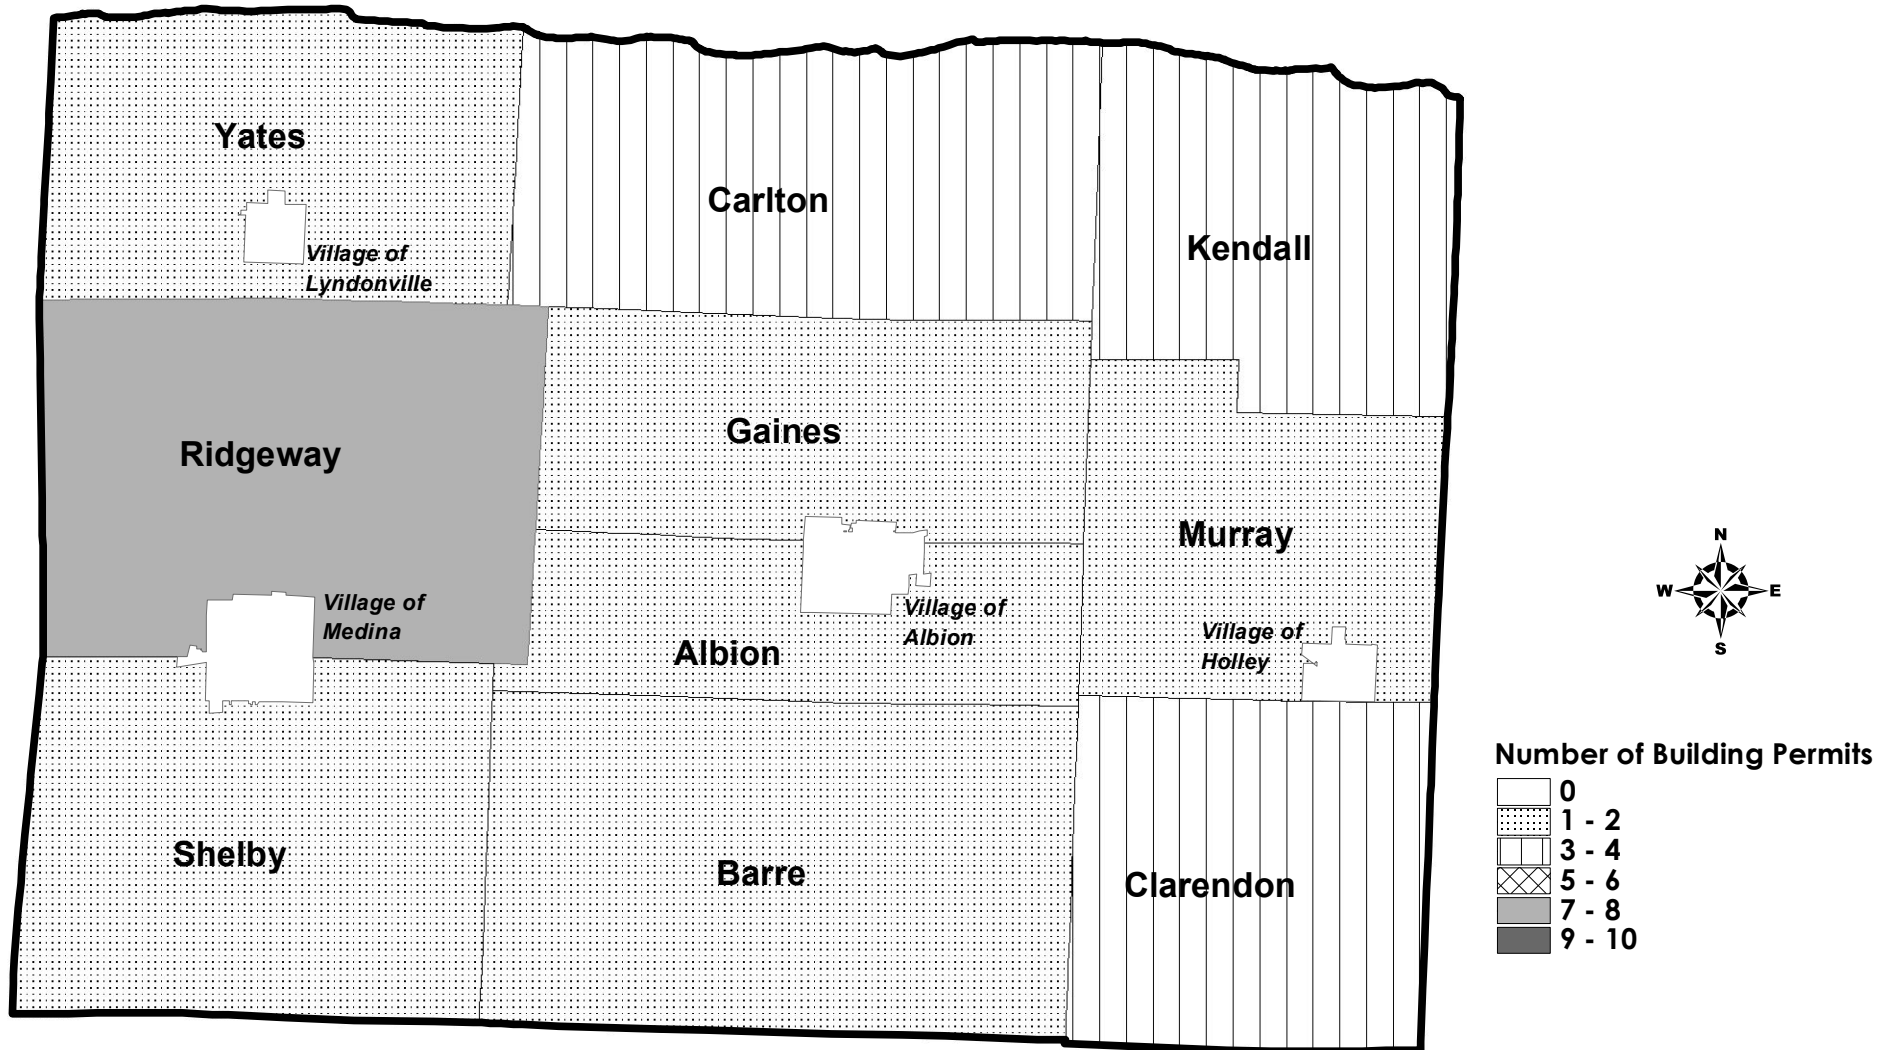 Yates
Carlton
Kendall
Village of
Lyndonville
Gaines
Ridgeway
Murray
Village of
Medina
Village of
Albion
Albion
Village of
Holley
Shelby
Barre
Clarendon
N
W E
S
Number of Building Permits
0
1 - 2
3 - 4
5 - 6
7 - 8
9 - 10